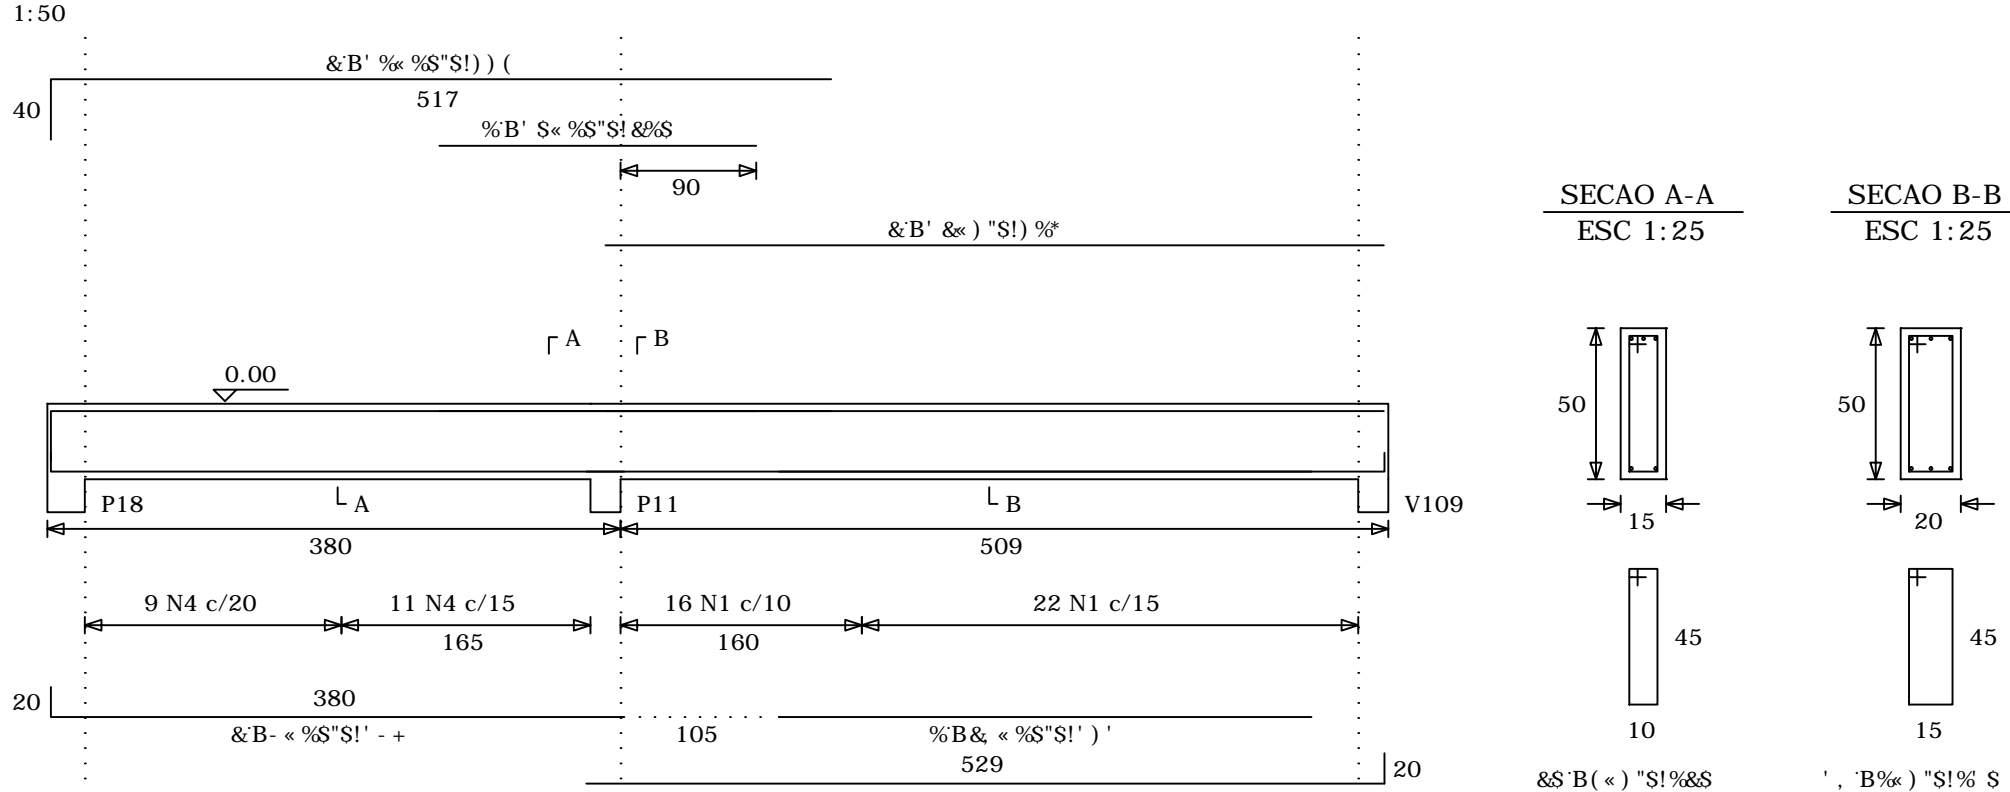 1:50
&˙B' %« %$"$!) ) (
517
40
%˙B' $« %$"$! &%$
90
&˙B' &« ) "$!) %*
A
B
0.00
P18
A
P11
B
V109
380
509
9 N4 c/20
11 N4 c/15
16 N1 c/10
22 N1 c/15
165
160
20
380
&˙B- « %$"$!' - +
105
%˙B& , « %$"$!' ) '
529
20
SECAO A-A
ESC 1:25
50
15
45
10
&$˙B( « ) "$!%&$
SECAO B-B
ESC 1:25
50
20
45
15
' , ˙B%« ) "$!%' $